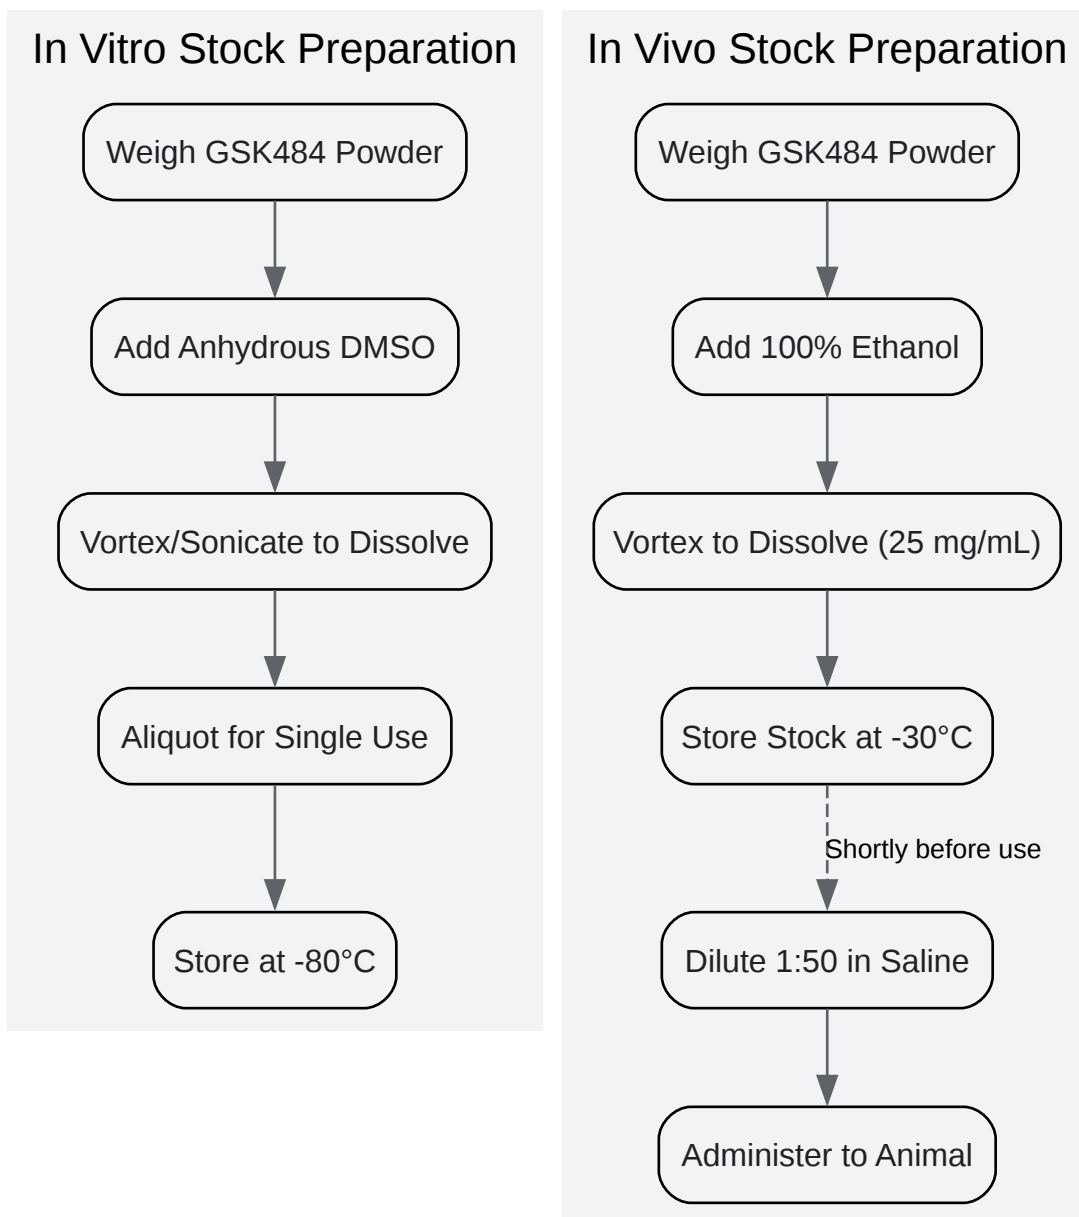 In Vitro Stock Preparation
Weigh GSK484 Powder
Add Anhydrous DMSO
Vortex/Sonicate to Dissolve
Aliquot for Single Use
Store at -80°C
In Vivo Stock Preparation
Weigh GSK484 Powder
Add 100% Ethanol
Vortex to Dissolve (25 mg/mL)
Store Stock at -30°C
Shortly before use
Dilute 1:50 in Saline
Administer to Animal